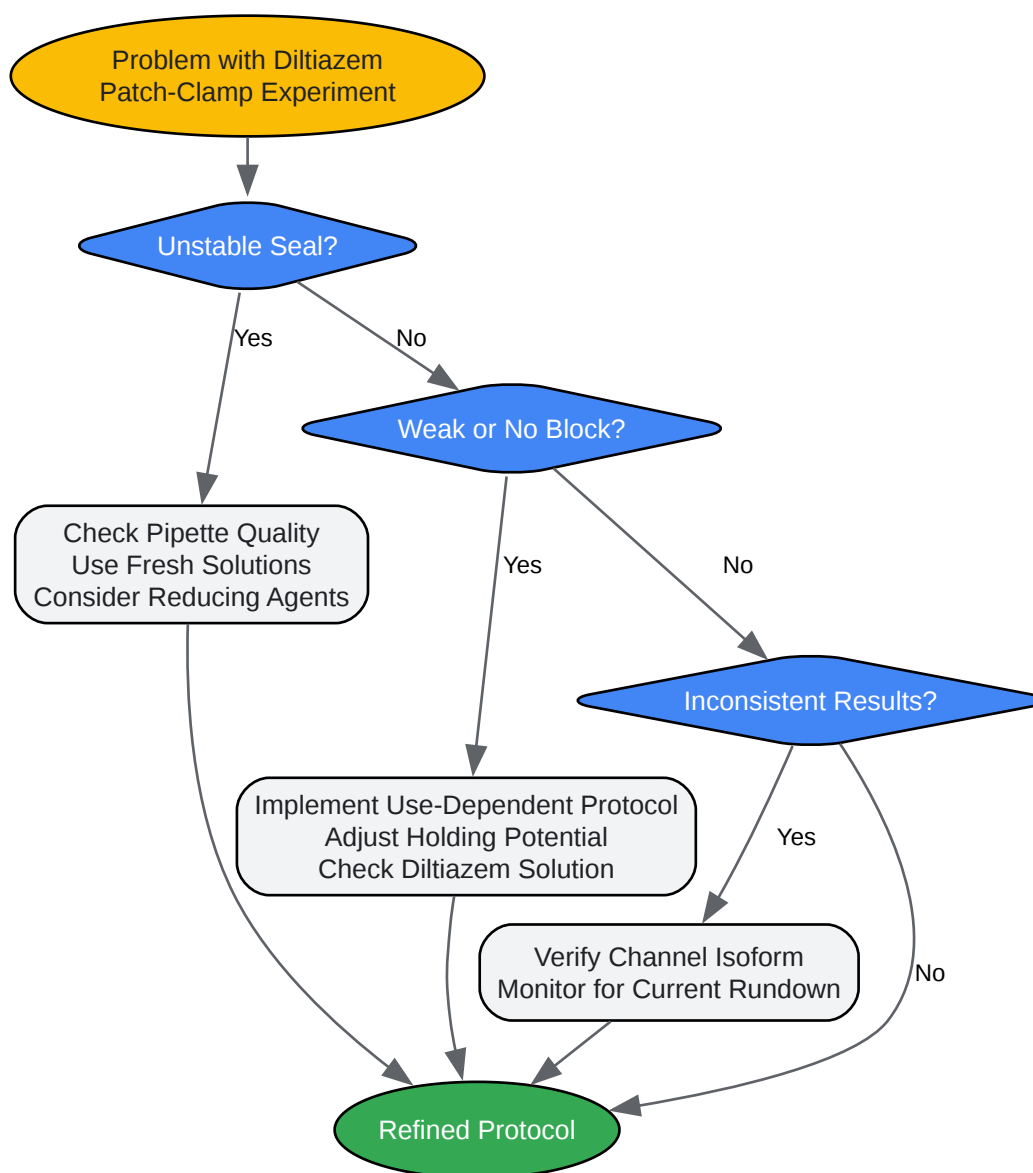 Problem with Diltiazem
Patch-Clamp Experiment
Unstable Seal?
Yes
No
Weak or No Block?
Check Pipette Quality
Use Fresh Solutions
Consider Reducing Agents
Yes
No
Inconsistent Results?
Implement Use-Dependent Protocol
Adjust Holding Potential
Check Diltiazem Solution
Yes
Verify Channel Isoform
Monitor for Current Rundown
No
Refined Protocol